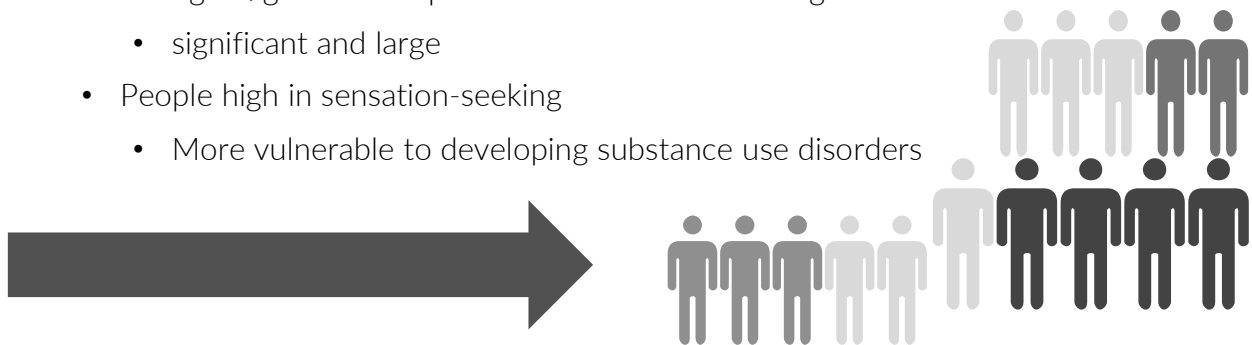 • significant and large
• People high in sensation-seeking
• More vulnerable to developing substance use disorders